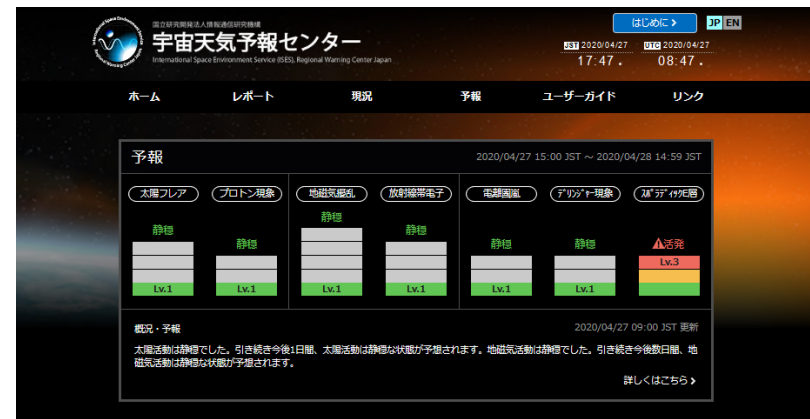 国立研究開発法人情報通信研究機構
宇宙天気予報センター
International Space Environment Service (ISES), Regional Warning Center Japan
はじめに
JP EN
JST 2020/04/27 UTC 2020/04/27
17:47. 08:47.
ホーム レポート 現況 予報 ユーザーガイド リンク
予報 2020/04/27 15:00 JST ～ 2020/04/28 14:59 JST
太陽フレア プロトン現象 地磁気擾乱 放射線帯電子 電離圏嵐 ﾃﾞﾘﾝｼﾞｬｰ現象 ｽﾎﾟﾗﾃﾞｨｯｸE層
静穏 静穏 静穏 静穏 静穏 静穏 活発
Lv.3
Lv.1 Lv.1 Lv.1 Lv.1 Lv.1 Lv.1
概況・予報 2020/04/27 09:00 JST 更新
太陽活動は静穏でした。引き続き今後1日間、太陽活動は静穏な状態が予想されます。地磁気活動は静穏でした。引き続き今後数日間、地
磁気活動は静穏な状態が予想されます。
詳しくはこちら